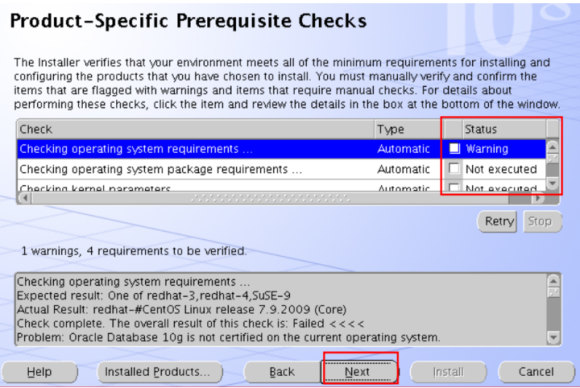 Product-Specific Prerequisite Checks
The Installer verifies that your environment meets all of the minimum requirements for installing and
configuring the products that you have chosen to install. You must manually verify and confirm the
items that are flagged with warnings and items that require manual checks. For details about
performing these checks, click the item and review the details in the box at the bottom of the window.
Check Type Status
Checking operating system requirements ... Automatic Warning
Checking operating system package requirements ... Automatic Not executed
Checking kernel parameters Automatic Not executed
Retry Stop
1 warnings, 4 requirements to be verified.
Checking operating system requirements ...
Expected result: One of redhat-3,redhat-4,SuSE-9
Actual Result: redhat-#CentOS Linux release 7.9.2009 (Core)
Check complete. The overall result of this check is: Failed <<<<
Problem: Oracle Database 10g is not certified on the current operating system.
Help Installed Products... Back Next Install Cancel